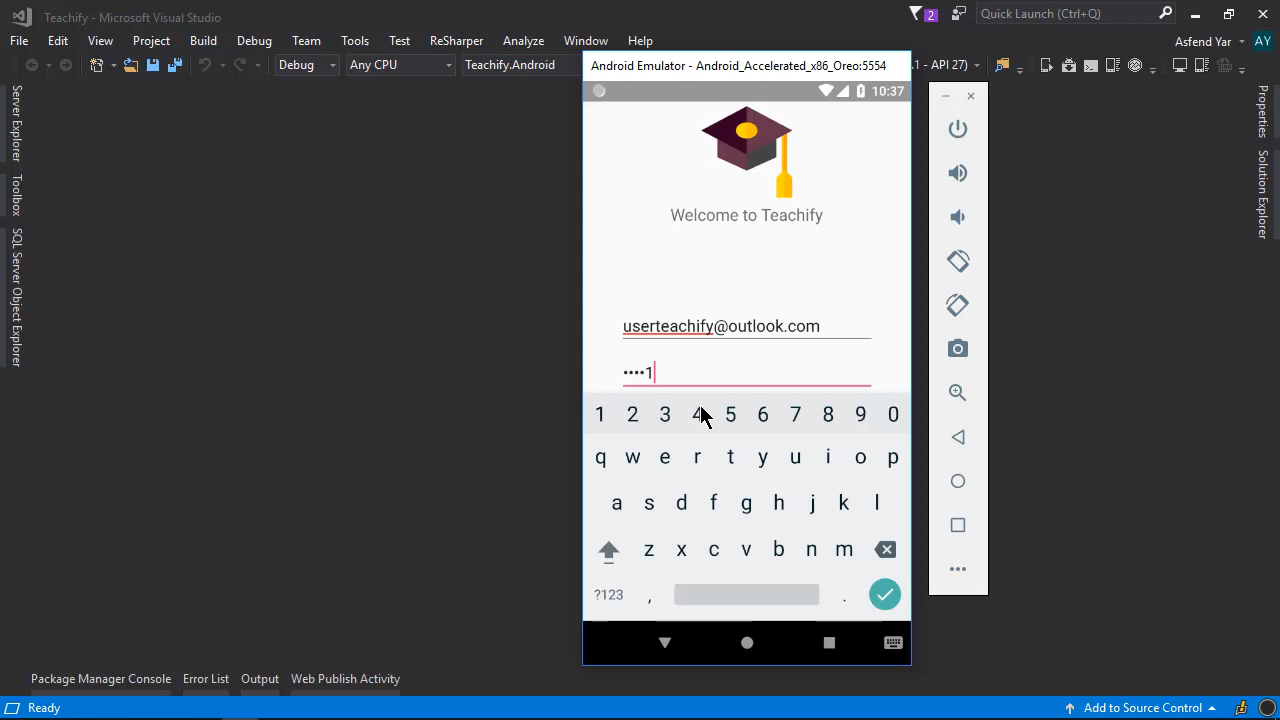 Teachify - Microsoft Visual Studio
2
Quick Launch (Ctrl+Q)
File Edit View Project Build Debug Team Tools Test ReSharper Analyze Window Help
Asfend Yar AY
Debug Any CPU Teachify.Android .1 - API 27)
Android Emulator - Android_Accelerated_x86_Oreo:5554
10:37
Welcome to Teachify
userteachify@outlook.com
••••1
1 2 3 4 5 6 7 8 9 0
q w e r t y u i o p
a s d f g h j k l
z x c v b n m
?123 , .
Server Explorer
Toolbox
SQL Server Object Explorer
Properties
Solution Explorer
Package Manager Console Error List Output Web Publish Activity
Ready
Add to Source Control